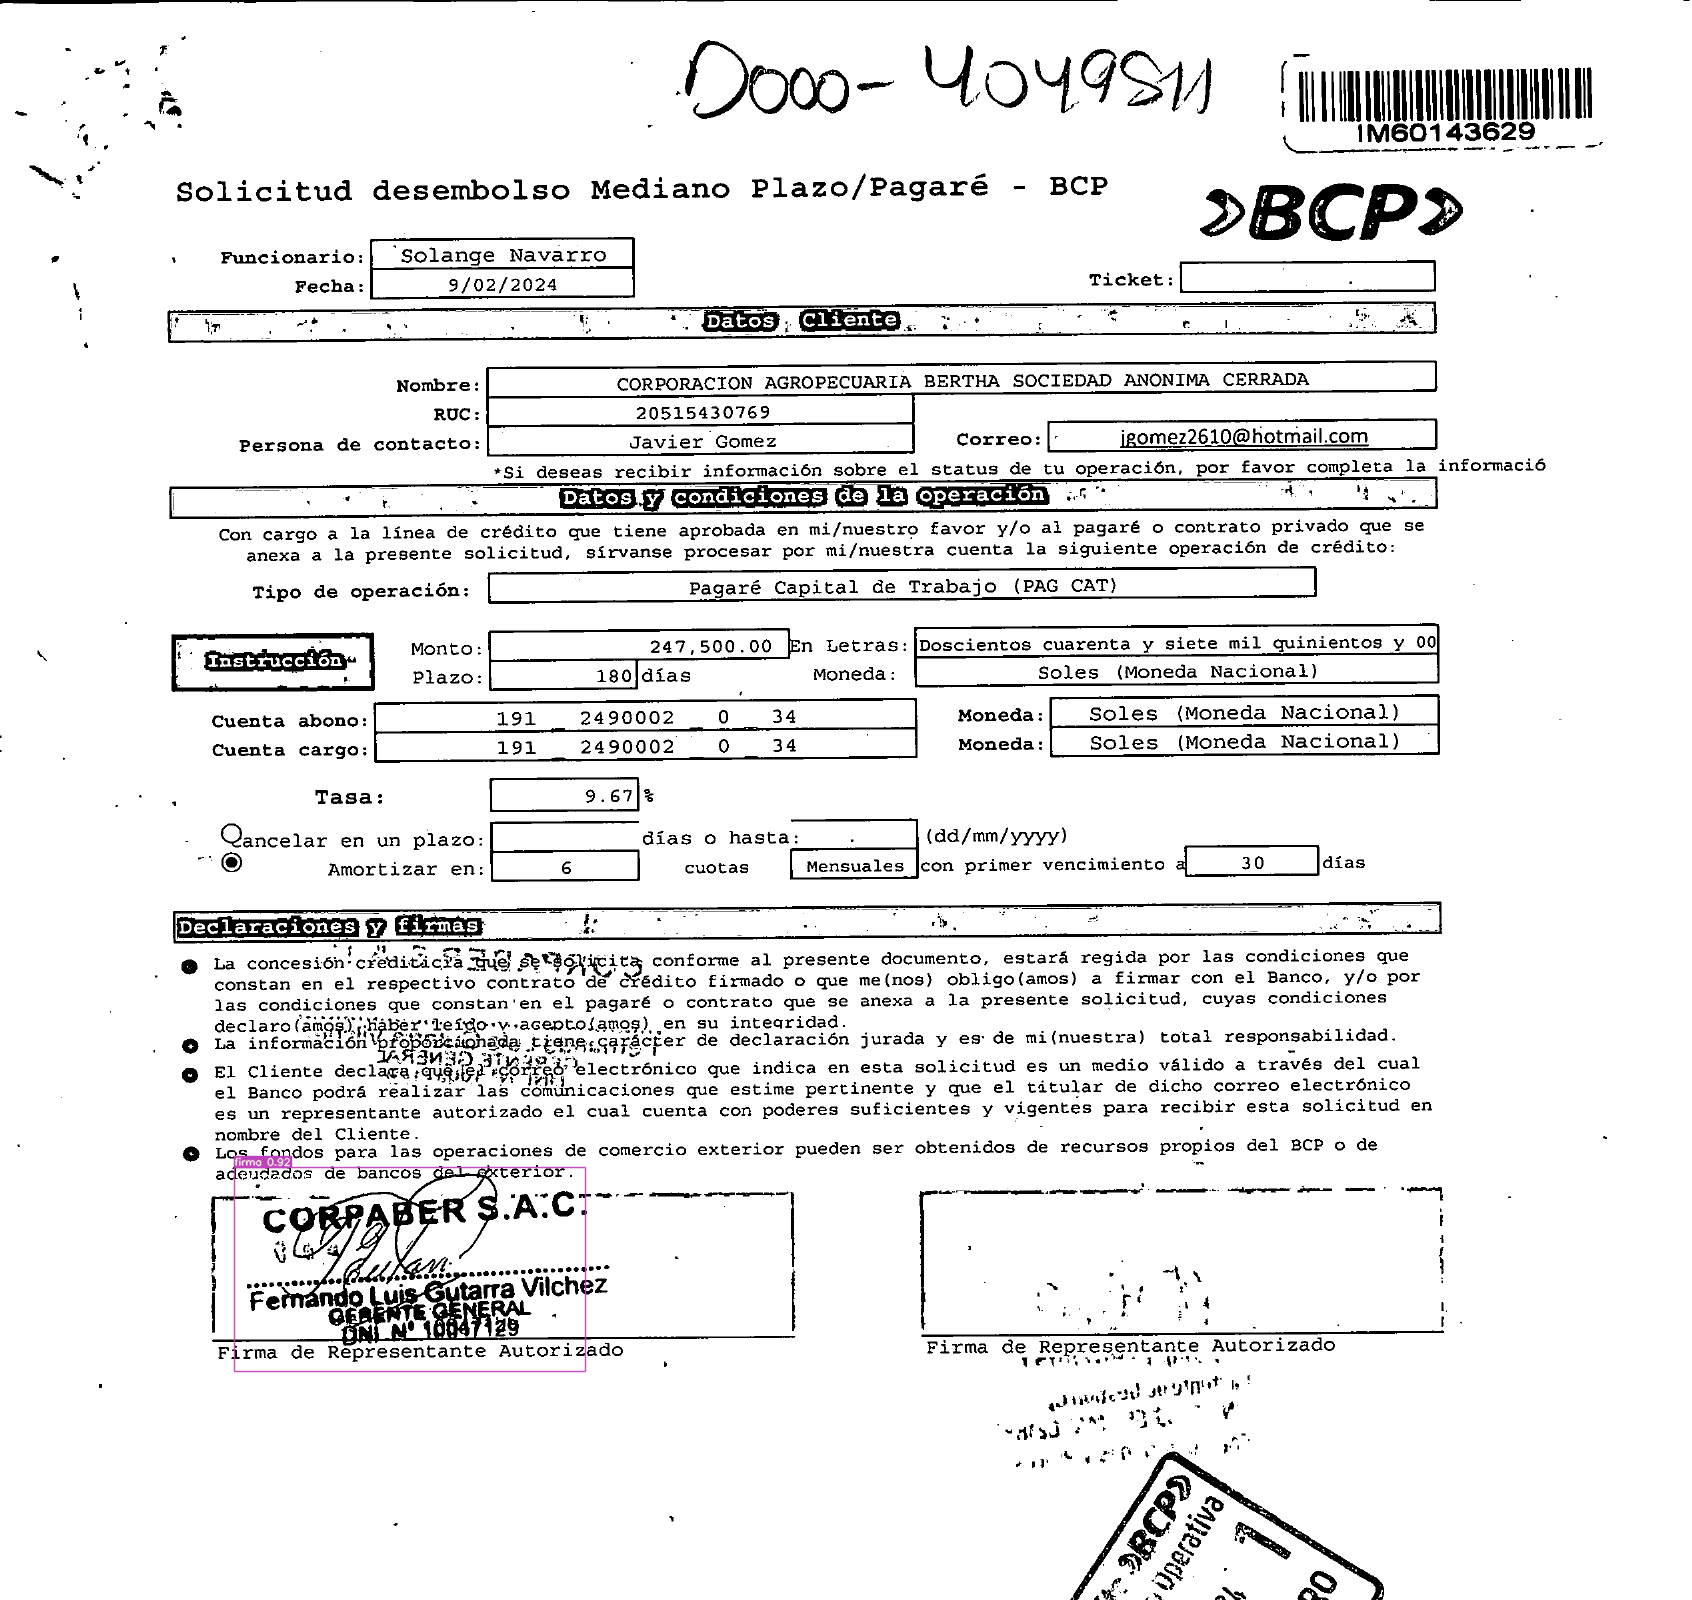 D000-4049811
IM60143629
Solicitud desembolso Mediano Plazo/Pagaré - BCP
BCP
Funcionario: Solange Navarro
Fecha: 9/02/2024
Ticket:
Datos Cliente
Nombre: CORPORACION AGROPECUARIA BERTHA SOCIEDAD ANONIMA CERRADA
RUC: 20515430769
Persona de contacto: Javier Gomez Correo: jgomez2610@hotmail.com
*Si deseas recibir información sobre el status de tu operación, por favor completa la informació
Datos y condiciones de la operación
Con cargo a la línea de crédito que tiene aprobada en mi/nuestro favor y/o al pagaré o contrato privado que se
anexa a la presente solicitud, sírvanse procesar por mi/nuestra cuenta la siguiente operación de crédito:
Tipo de operación: Pagaré Capital de Trabajo (PAG CAT)
Instrucción
Monto: 247,500.00 En Letras: Doscientos cuarenta y siete mil quinientos y 00
Plazo: 180 días Moneda: Soles (Moneda Nacional)
Cuenta abono: 191 2490002 0 34 Moneda: Soles (Moneda Nacional)
Cuenta cargo: 191 2490002 0 34 Moneda: Soles (Moneda Nacional)
Tasa: 9.67 %
ancelar en un plazo: días o hasta: (dd/mm/yyyy)
Amortizar en: 6 cuotas Mensuales con primer vencimiento a 30 días
Declaraciones y firmas
La concesión crediticia que se solicita conforme al presente documento, estará regida por las condiciones que
constan en el respectivo contrato de crédito firmado o que me(nos) obligo(amos) a firmar con el Banco, y/o por
las condiciones que constan en el pagaré o contrato que se anexa a la presente solicitud, cuyas condiciones
declaro(amos) haber leído y acepto(amos) en su integridad.
La información proporcionada tiene carácter de declaración jurada y es de mi(nuestra) total responsabilidad.
El Cliente declara que el correo electrónico que indica en esta solicitud es un medio válido a través del cual
el Banco podrá realizar las comunicaciones que estime pertinente y que el titular de dicho correo electrónico
es un representante autorizado el cual cuenta con poderes suficientes y vigentes para recibir esta solicitud en
nombre del Cliente.
Los fondos para las operaciones de comercio exterior pueden ser obtenidos de recursos propios del BCP o de
adeudados de bancos del exterior.
firma 0.92
CORPABER S.A.C.
Fernando Luis Gutarra Vilchez
GERENTE GENERAL
DNI N° 10047129
Firma de Representante Autorizado
Firma de Representante Autorizado
BCP
Operativa
1